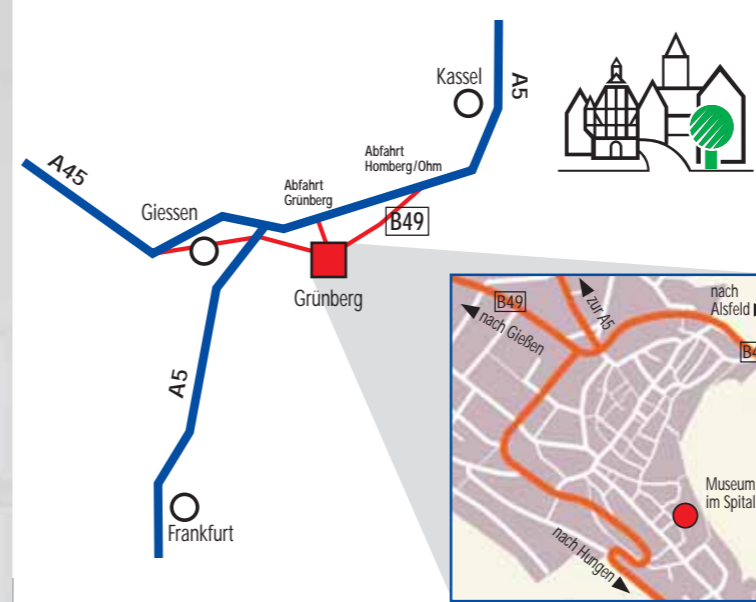 Kassel
A5
Abfahrt
Homberg/Ohm
A45
Abfahrt
Grünberg
Giessen
B49
Grünberg
A5
Frankfurt
B49
nach Gießen
zur A5
nach
Alsfeld
B4
Museum
im Spital
nach Hungen